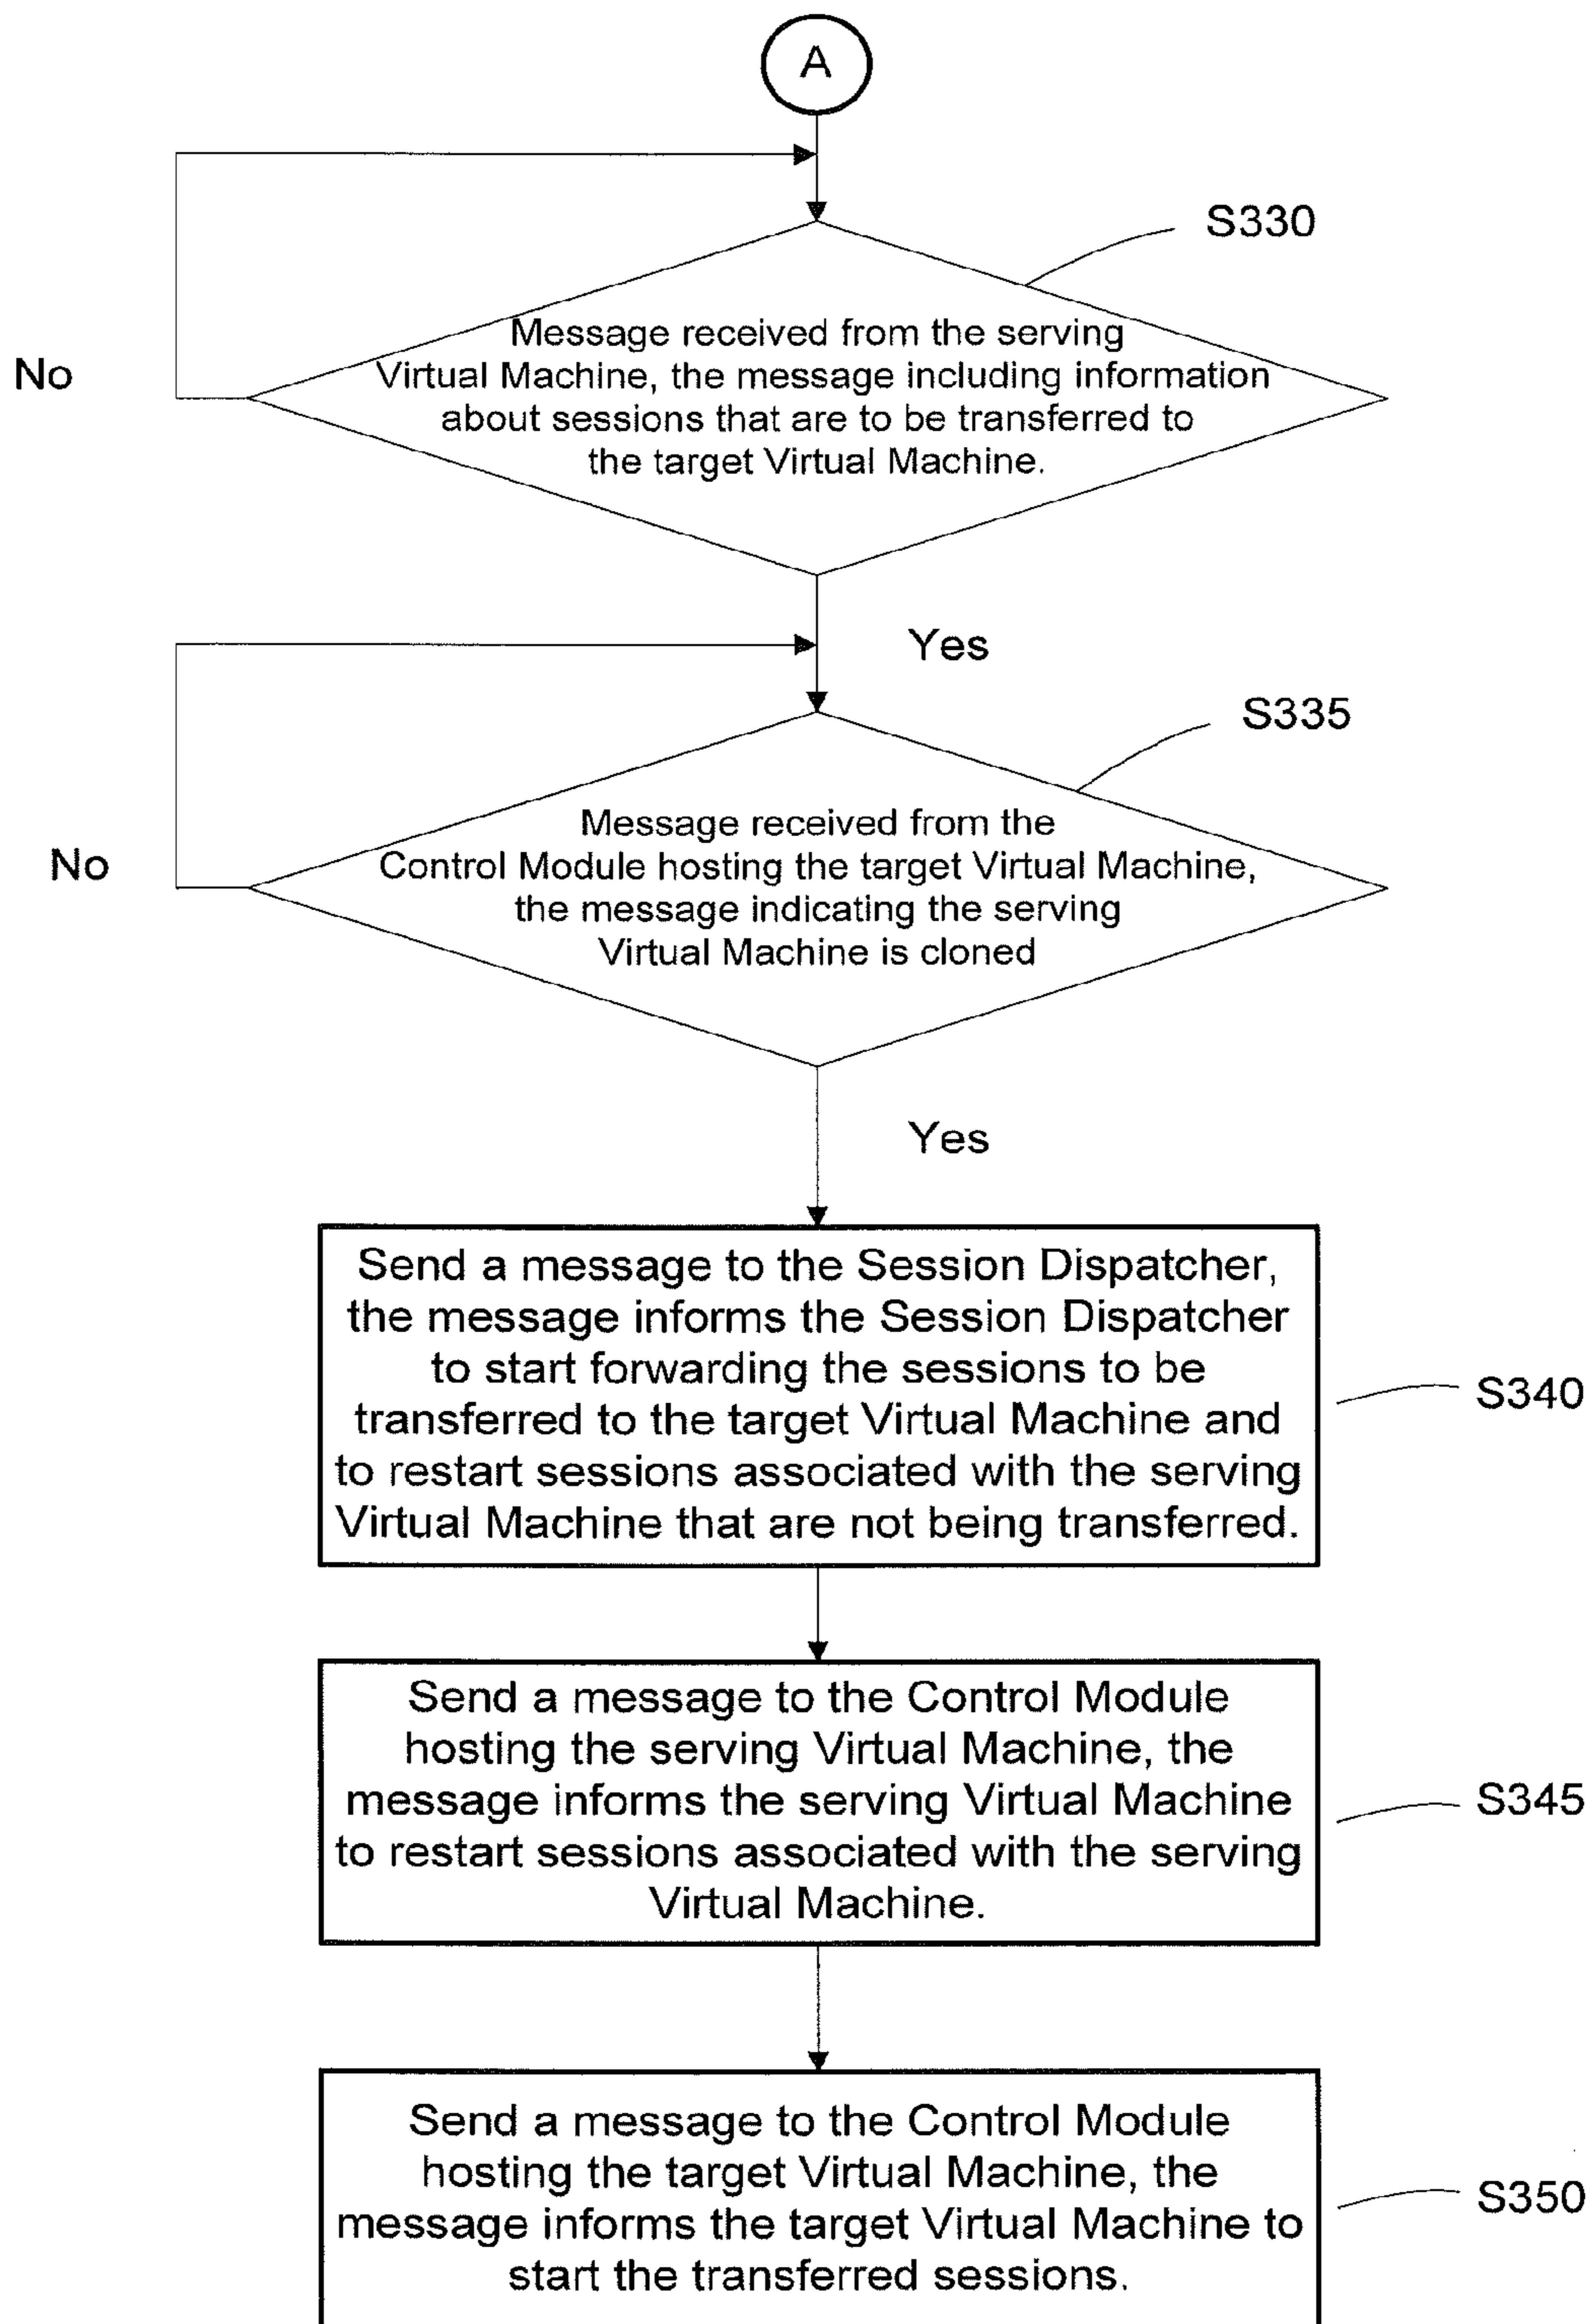 A
S330
Message received from the serving
Virtual Machine, the message including information
about sessions that are to be transferred to
the target Virtual Machine.
No
Yes
S335
Message received from the
Control Module hosting the target Virtual Machine,
the message indicating the serving
Virtual Machine is cloned
No
Yes
Send a message to the Session Dispatcher,
the message informs the Session Dispatcher
to start forwarding the sessions to be
transferred to the target Virtual Machine and
to restart sessions associated with the serving
Virtual Machine that are not being transferred.
S340
Send a message to the Control Module
hosting the serving Virtual Machine, the
message informs the serving Virtual Machine
to restart sessions associated with the serving
Virtual Machine.
S345
Send a message to the Control Module
hosting the target Virtual Machine, the
message informs the target Virtual Machine to
start the transferred sessions.
S350